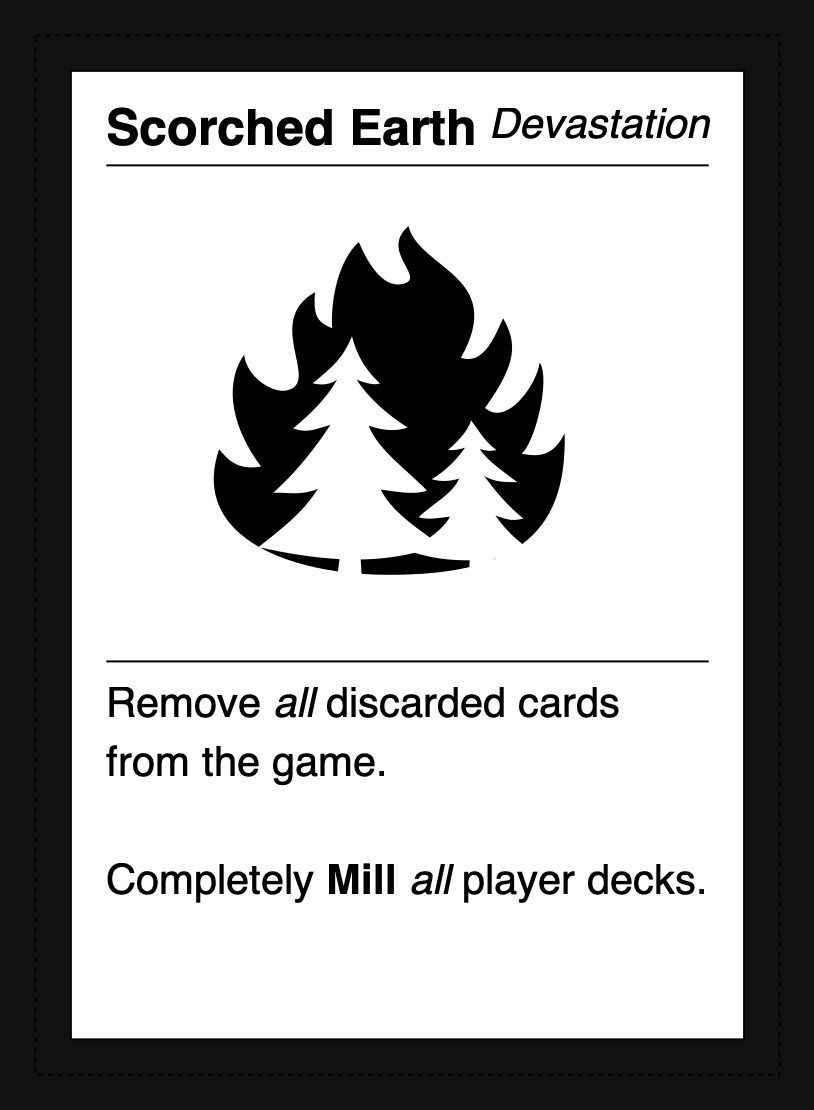 Scorched Earth Devastation
Remove all discarded cards
from the game.
Completely Mill all player decks.